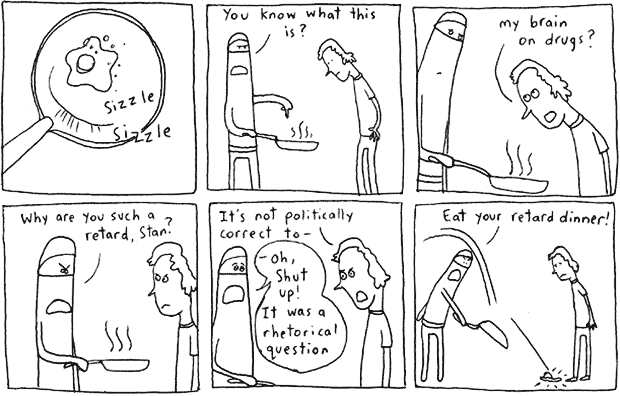 Sizzle
Sizzle
You know what this
is?
my brain
on drugs?
Why are you such a
retard, Stan?
It's not politically
correct to-
-Oh,
Shut
up!
It was a
rhetorical
question
Eat your retard dinner!